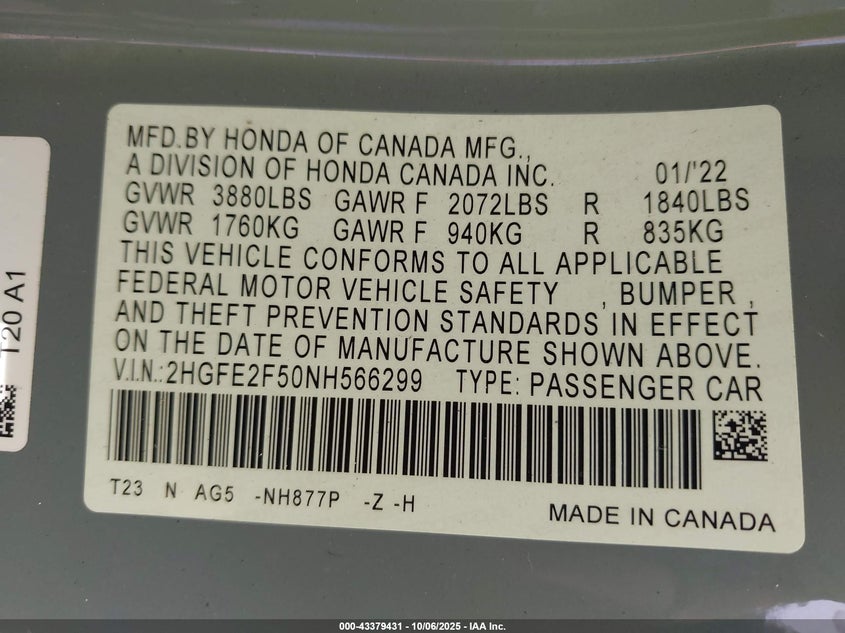 MFD.BY HONDA OF CANADA MFG.,
A DIVISION OF HONDA CANADA INC. 01/'22
GVWR 3880LBS GAWR F 2072LBS R 1840LBS
GVWR 1760KG GAWR F 940KG R 835KG
THIS VEHICLE CONFORMS TO ALL APPLICABLE
FEDERAL MOTOR VEHICLE SAFETY , BUMPER ,
AND THEFT PREVENTION STANDARDS IN EFFECT
ON THE DATE OF MANUFACTURE SHOWN ABOVE.
V.I.N.:2HGFE2F50NH566299 TYPE: PASSENGER CAR
T23 N AG5 -NH877P -Z -H
MADE IN CANADA
T20 A1
000-43379431 - 10/06/2025 - IAA Inc.